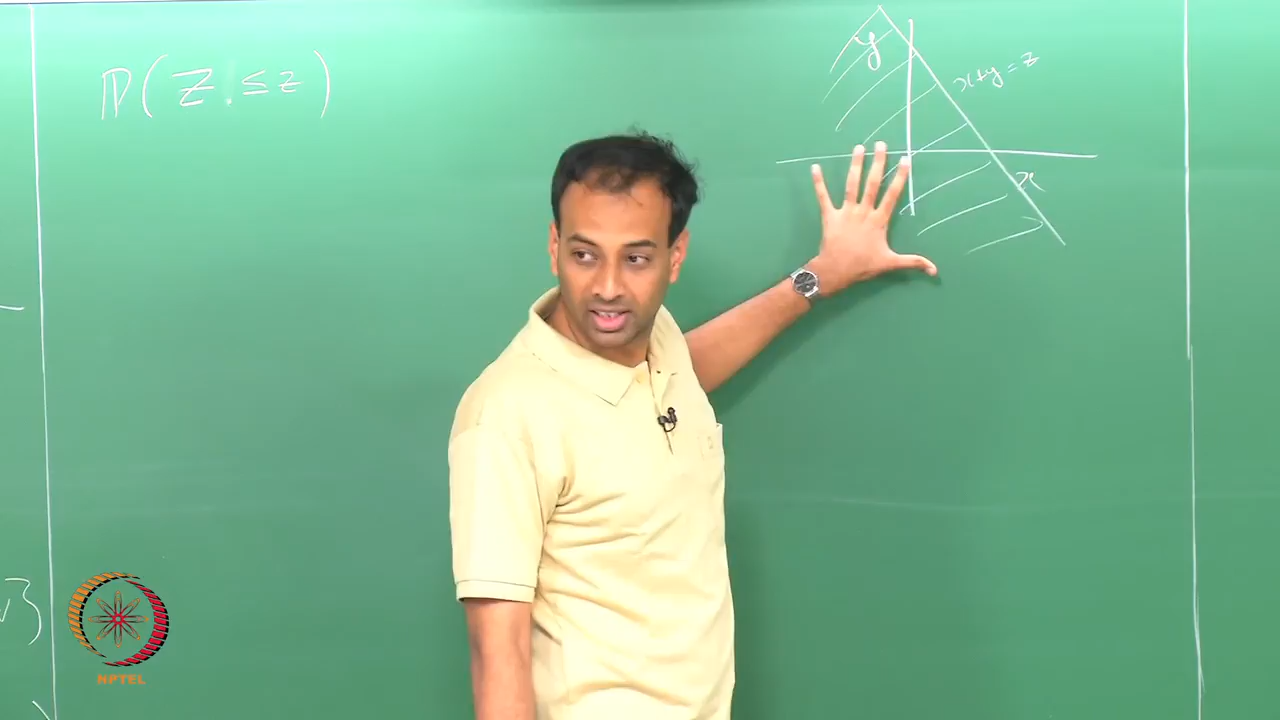 ℙ(Z ≤ z)
y
x+y=z
x
NPTEL